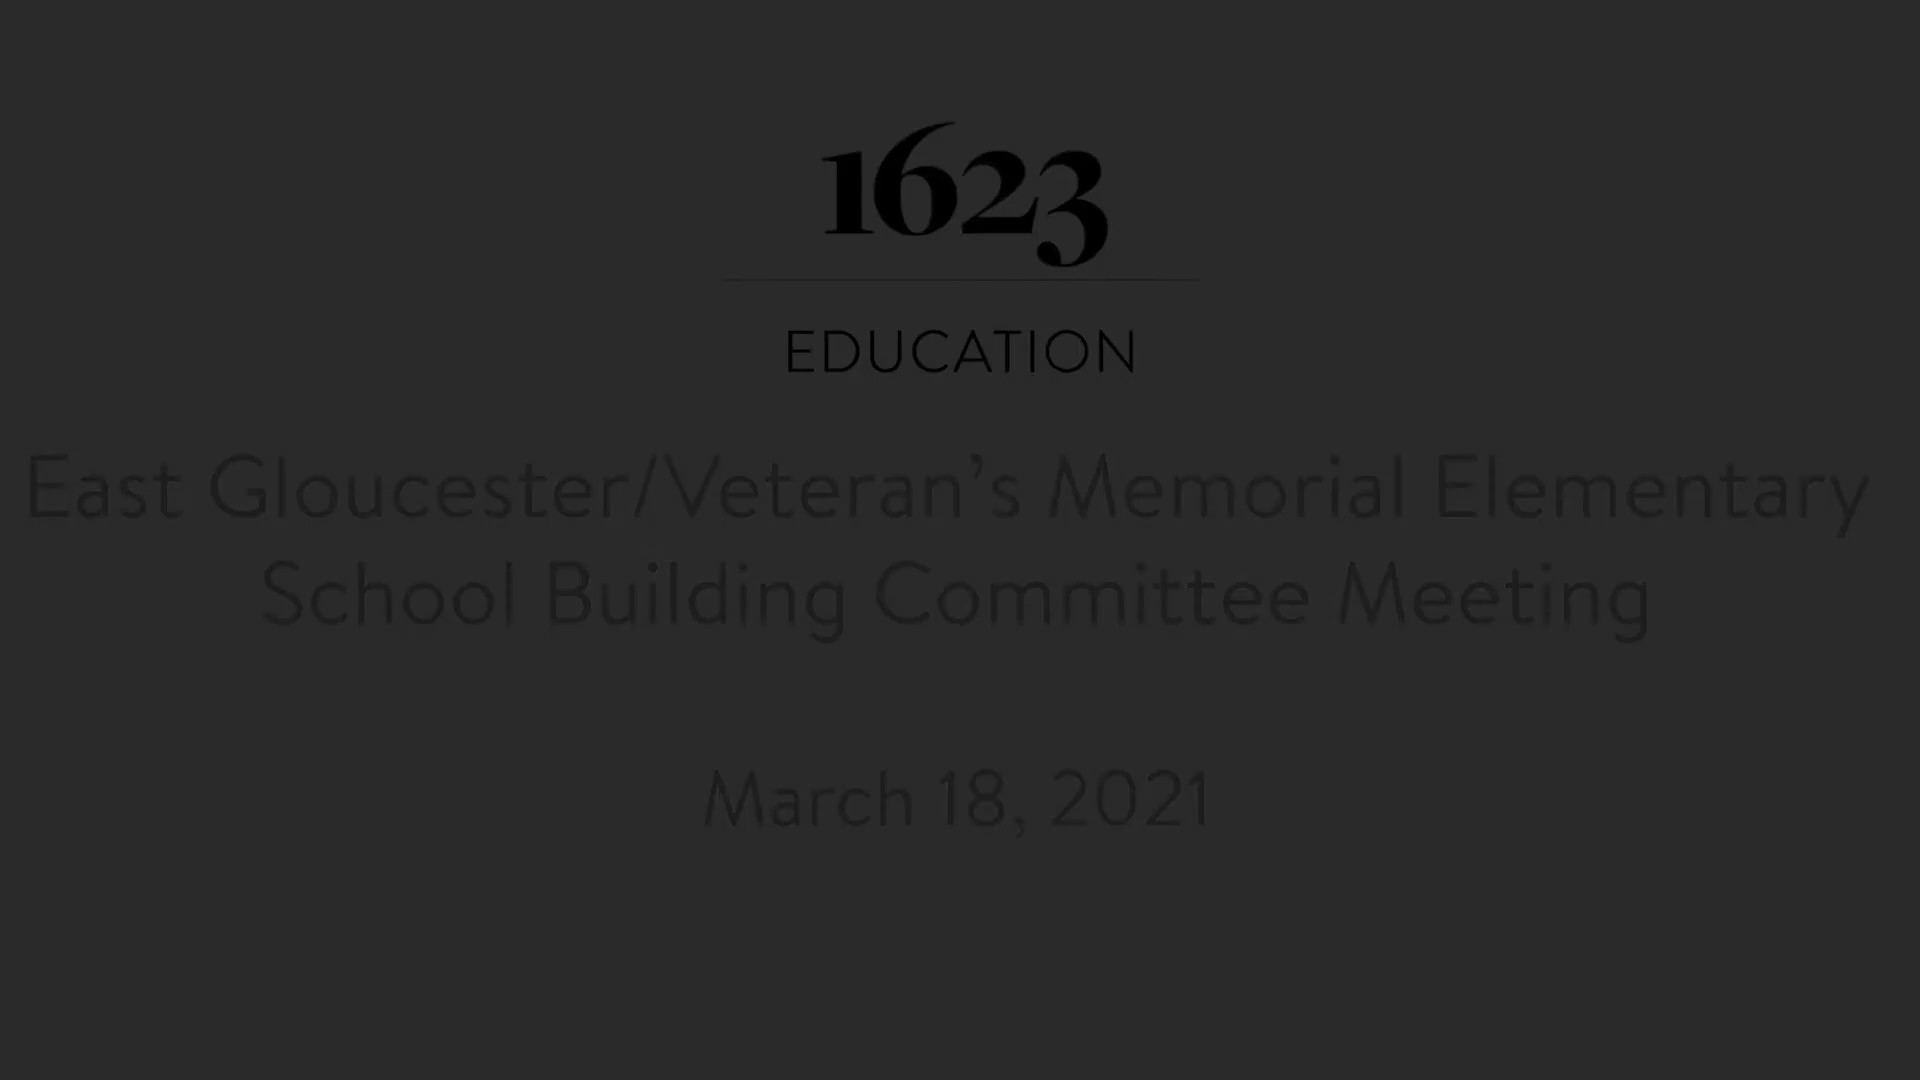 1623
EDUCATION
East Gloucester/Veteran's Memorial Elementary
School Building Committee Meeting
March 18, 2021